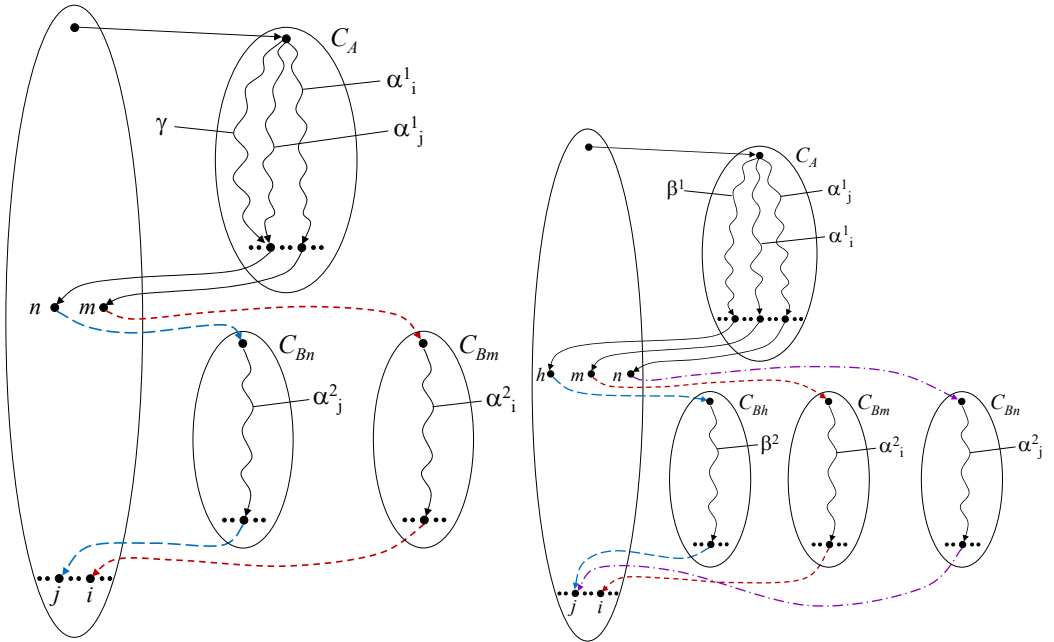 C_A
α¹_i
γ
α¹_j
n m
C_Bn C_Bm
α²_j α²_i
j i
C_A
β¹ α¹_j
α¹_i
h m n
C_Bh C_Bm C_Bn
β² α²_i α²_j
j i